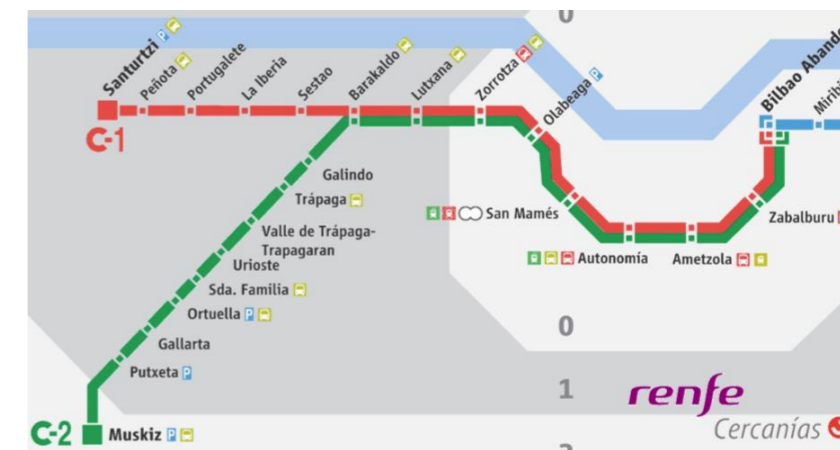 0
Santurtzi
Peñota
Portugalete
La Iberia
Sestao
Barakaldo
Lutxana
Zorrotza
Olabeaga
Bilbao
C-1
Galindo
Trápaga
Valle de Trápaga-
Trapagaran
Urioste
Sda. Familia
Ortuella
Gallarta
Putxeta
San Mamés
Autonomía
Ametzola
Zabalburu
0
1
renfe
Cercanías
C-2
Muskiz